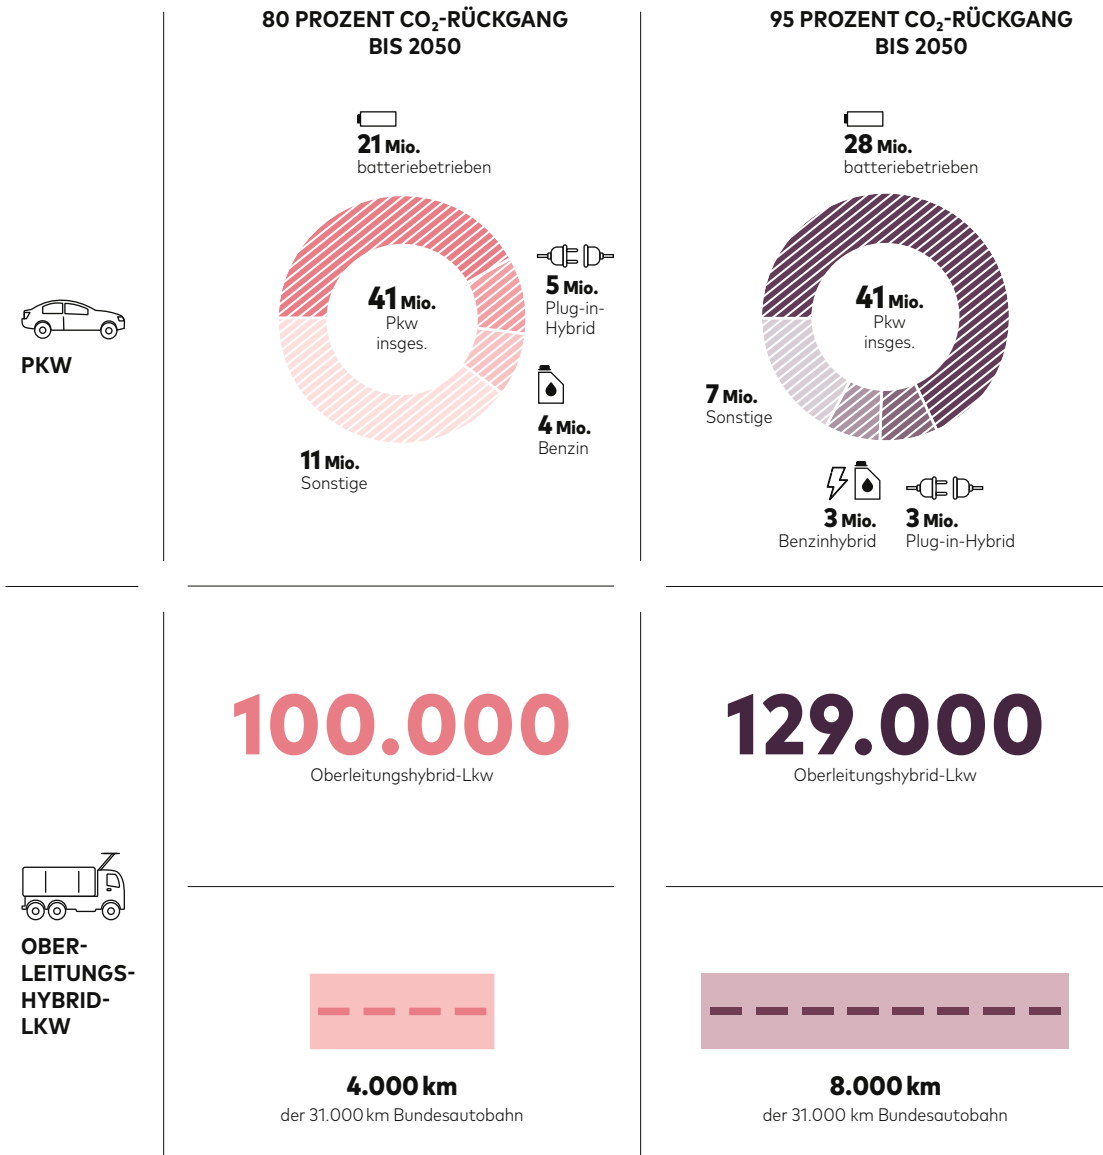 80 PROZENT CO₂-RÜCKGANG
BIS 2050
95 PROZENT CO₂-RÜCKGANG
BIS 2050
PKW
21 Mio.
batteriebetrieben
41 Mio.
Pkw
insges.
5 Mio.
Plug-in-
Hybrid
4 Mio.
Benzin
11 Mio.
Sonstige
28 Mio.
batteriebetrieben
41 Mio.
Pkw
insges.
7 Mio.
Sonstige
3 Mio.
Benzinhybrid
3 Mio.
Plug-in-Hybrid
OBER-
LEITUNGS-
HYBRID-
LKW
100.000
Oberleitungshybrid-Lkw
129.000
Oberleitungshybrid-Lkw
4.000 km
der 31.000 km Bundesautobahn
8.000 km
der 31.000 km Bundesautobahn